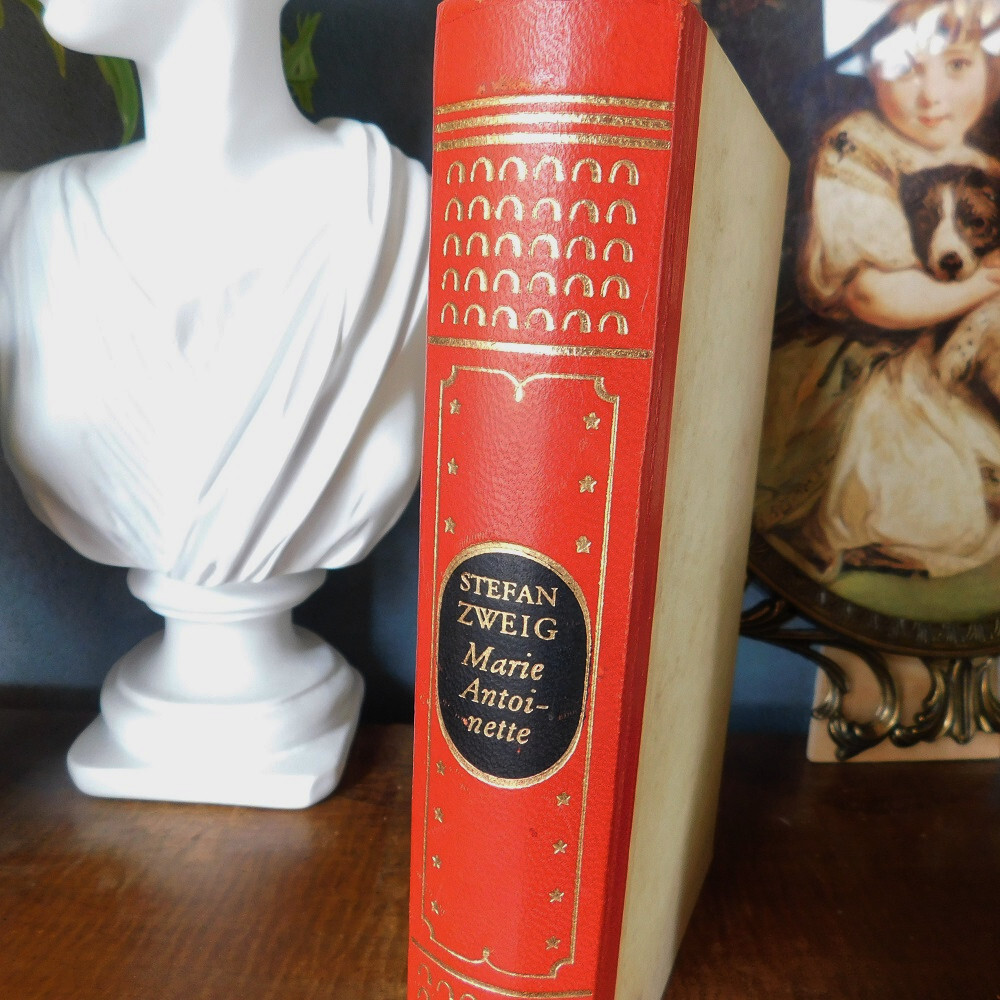 STEFAN
ZWEIG
Marie
Antoi-
nette